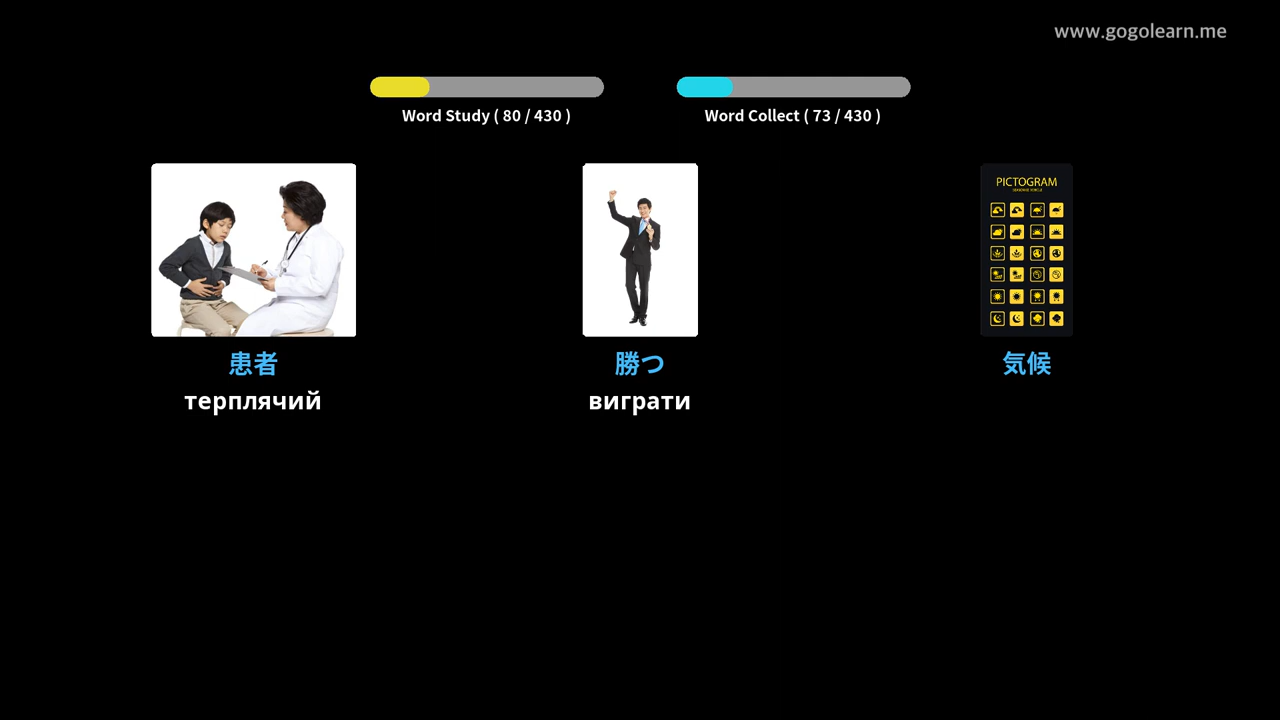 www.gogolearn.me
Word Study ( 80 / 430 )
Word Collect ( 73 / 430 )
PICTOGRAM
患者
勝つ
気候
терплячий
виграти